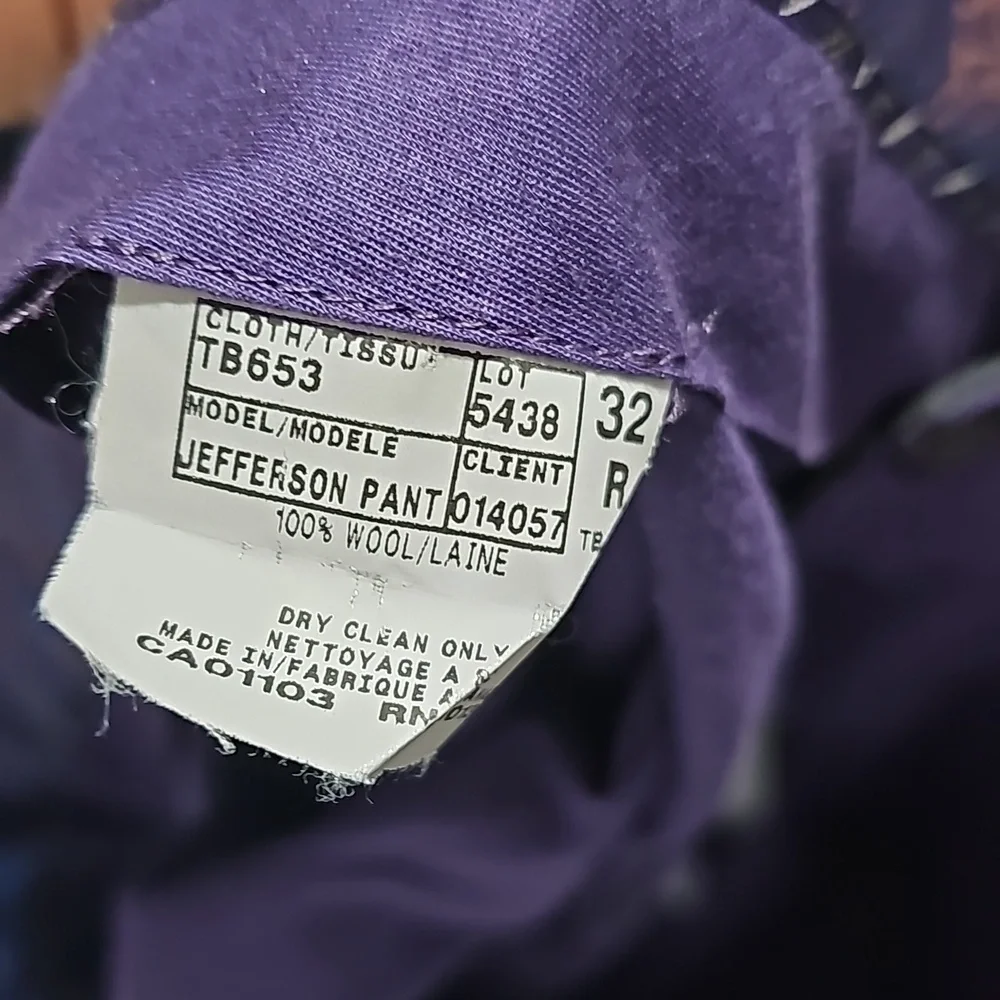 CLOTH/TISSU
TB653
LOT
5438
32
R
MODEL/MODELE
JEFFERSON PANT
CLIENT
014057
100% WOOL/LAINE
DRY CLEAN ONLY
NETTOYAGE A
MADE IN/FABRIQUE
CA01103 RN